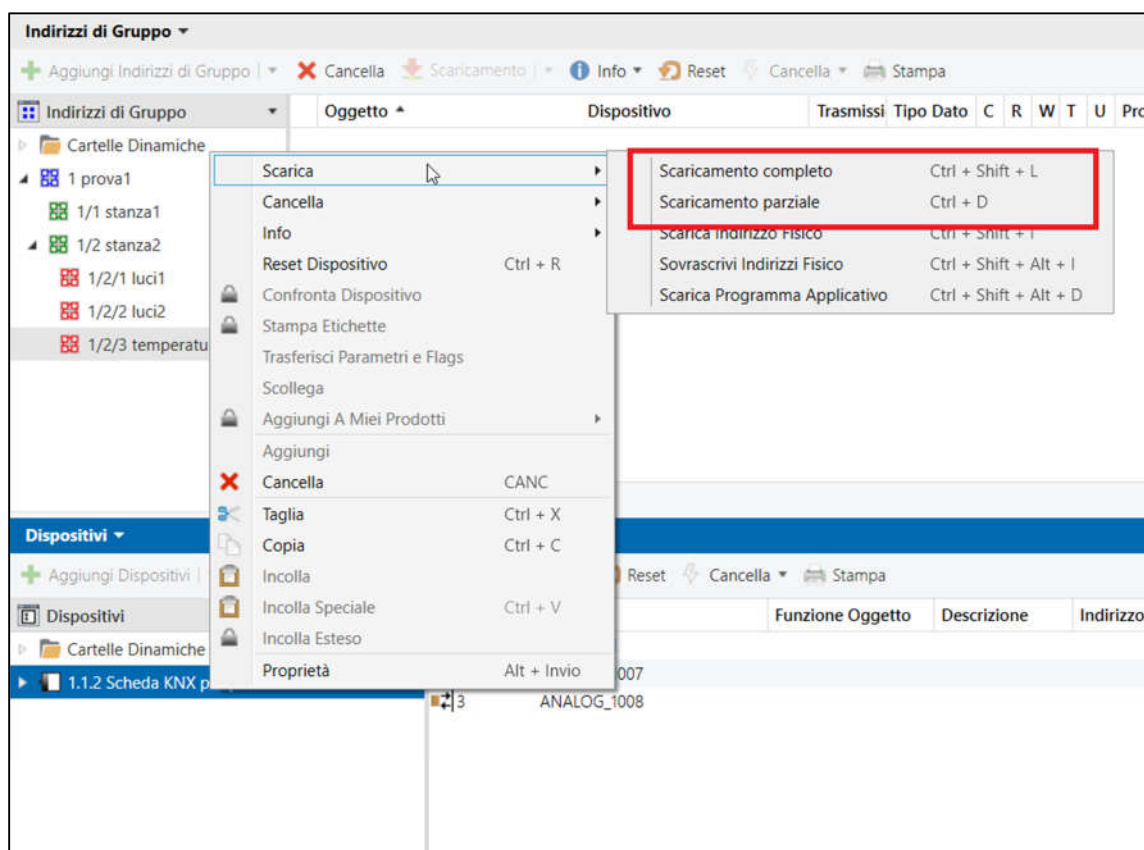 Indirizzi di Gruppo
Aggiungi Indirizzi di Gruppo Cancella Scaricamento Info Reset Cancella Stampa
Indirizzi di Gruppo Oggetto Dispositivo Trasmissi Tipo Dato C R W T U Pro
Cartelle Dinamiche
1 prova1
1/1 stanza1
1/2 stanza2
1/2/1 luci1
1/2/2 luci2
1/2/3 temperatu
Scarica
Cancella
Info
Reset Dispositivo Ctrl + R
Confronta Dispositivo
Stampa Etichette
Trasferisci Parametri e Flags
Scollega
Aggiungi A Miei Prodotti
Aggiungi
Cancella CANC
Taglia Ctrl + X
Copia Ctrl + C
Incolla
Incolla Speciale Ctrl + V
Incolla Esteso
Proprietà Alt + Invio
Scaricamento completo Ctrl + Shift + L
Scaricamento parziale Ctrl + D
Scarica Indirizzo Fisico Ctrl + Shift + I
Sovrascrivi Indirizzi Fisico Ctrl + Shift + Alt + I
Scarica Programma Applicativo Ctrl + Shift + Alt + D
Dispositivi
Aggiungi Dispositivi Reset Cancella Stampa
Dispositivi Funzione Oggetto Descrizione Indirizzo
Cartelle Dinamiche
1.1.2 Scheda KNX 007
3 ANALOG_1008